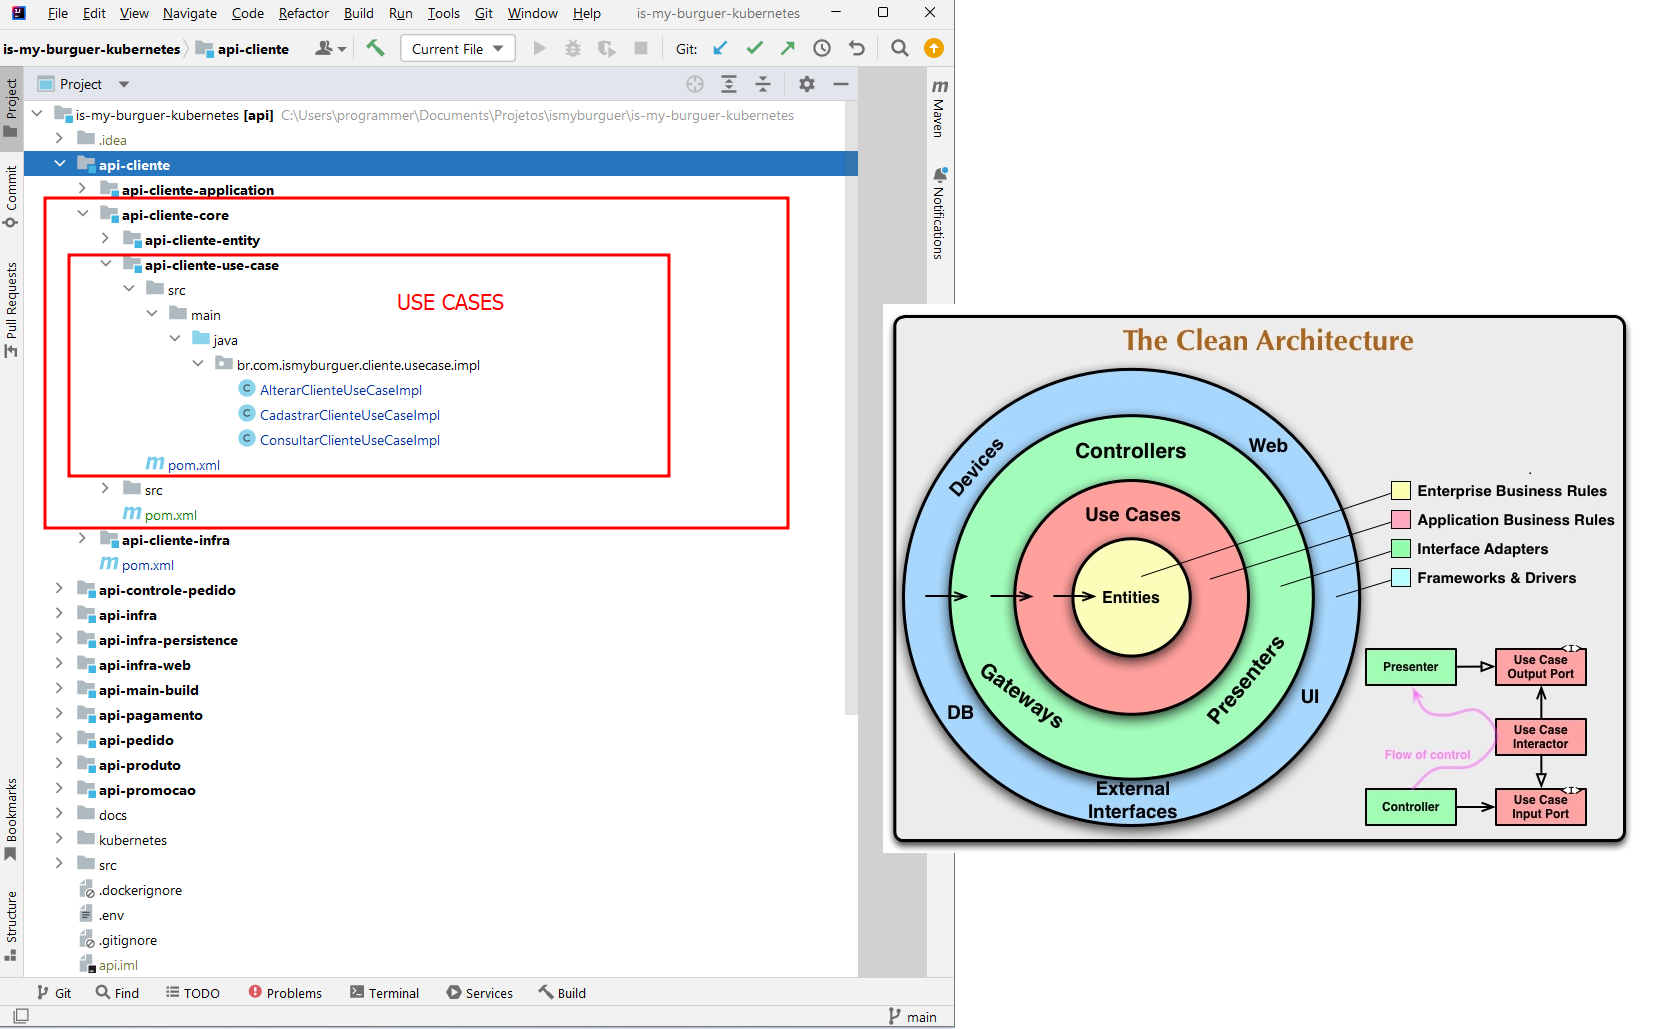 File Edit View Navigate Code Refactor Build Run Tools Git Window Help is-my-burguer-kubernetes
is-my-burguer-kubernetes api-cliente Current File Git:
Project
is-my-burguer-kubernetes [api] C:\Users\programmer\Documents\Projetos\ismyburguer\is-my-burguer-kubernetes
.idea
api-cliente
api-cliente-application
api-cliente-core
api-cliente-entity
api-cliente-use-case
src
USE CASES
main
java
br.com.ismyburguer.cliente.usecase.impl
C AlterarClienteUseCaseImpl
C CadastrarClienteUseCaseImpl
C ConsultarClienteUseCaseImpl
m pom.xml
src
m pom.xml
api-cliente-infra
m pom.xml
api-controle-pedido
api-infra
api-infra-persistence
api-infra-web
api-main-build
api-pagamento
api-pedido
api-produto
api-promocao
docs
kubernetes
src
.dockerignore
.env
.gitignore
api.iml
Project
Commit
Pull Requests
Bookmarks
Structure
m Maven
Notifications
Git Find TODO Problems Terminal Services Build
main
The Clean Architecture
Devices
Controllers
Web
Use Cases
Entities
Gateways
Presenters
DB
UI
External
Interfaces
Enterprise Business Rules
Application Business Rules
Interface Adapters
Frameworks & Drivers
Presenter
<I>
Use Case
Output Port
Use Case
Interactor
Flow of control
Controller
<I>
Use Case
Input Port